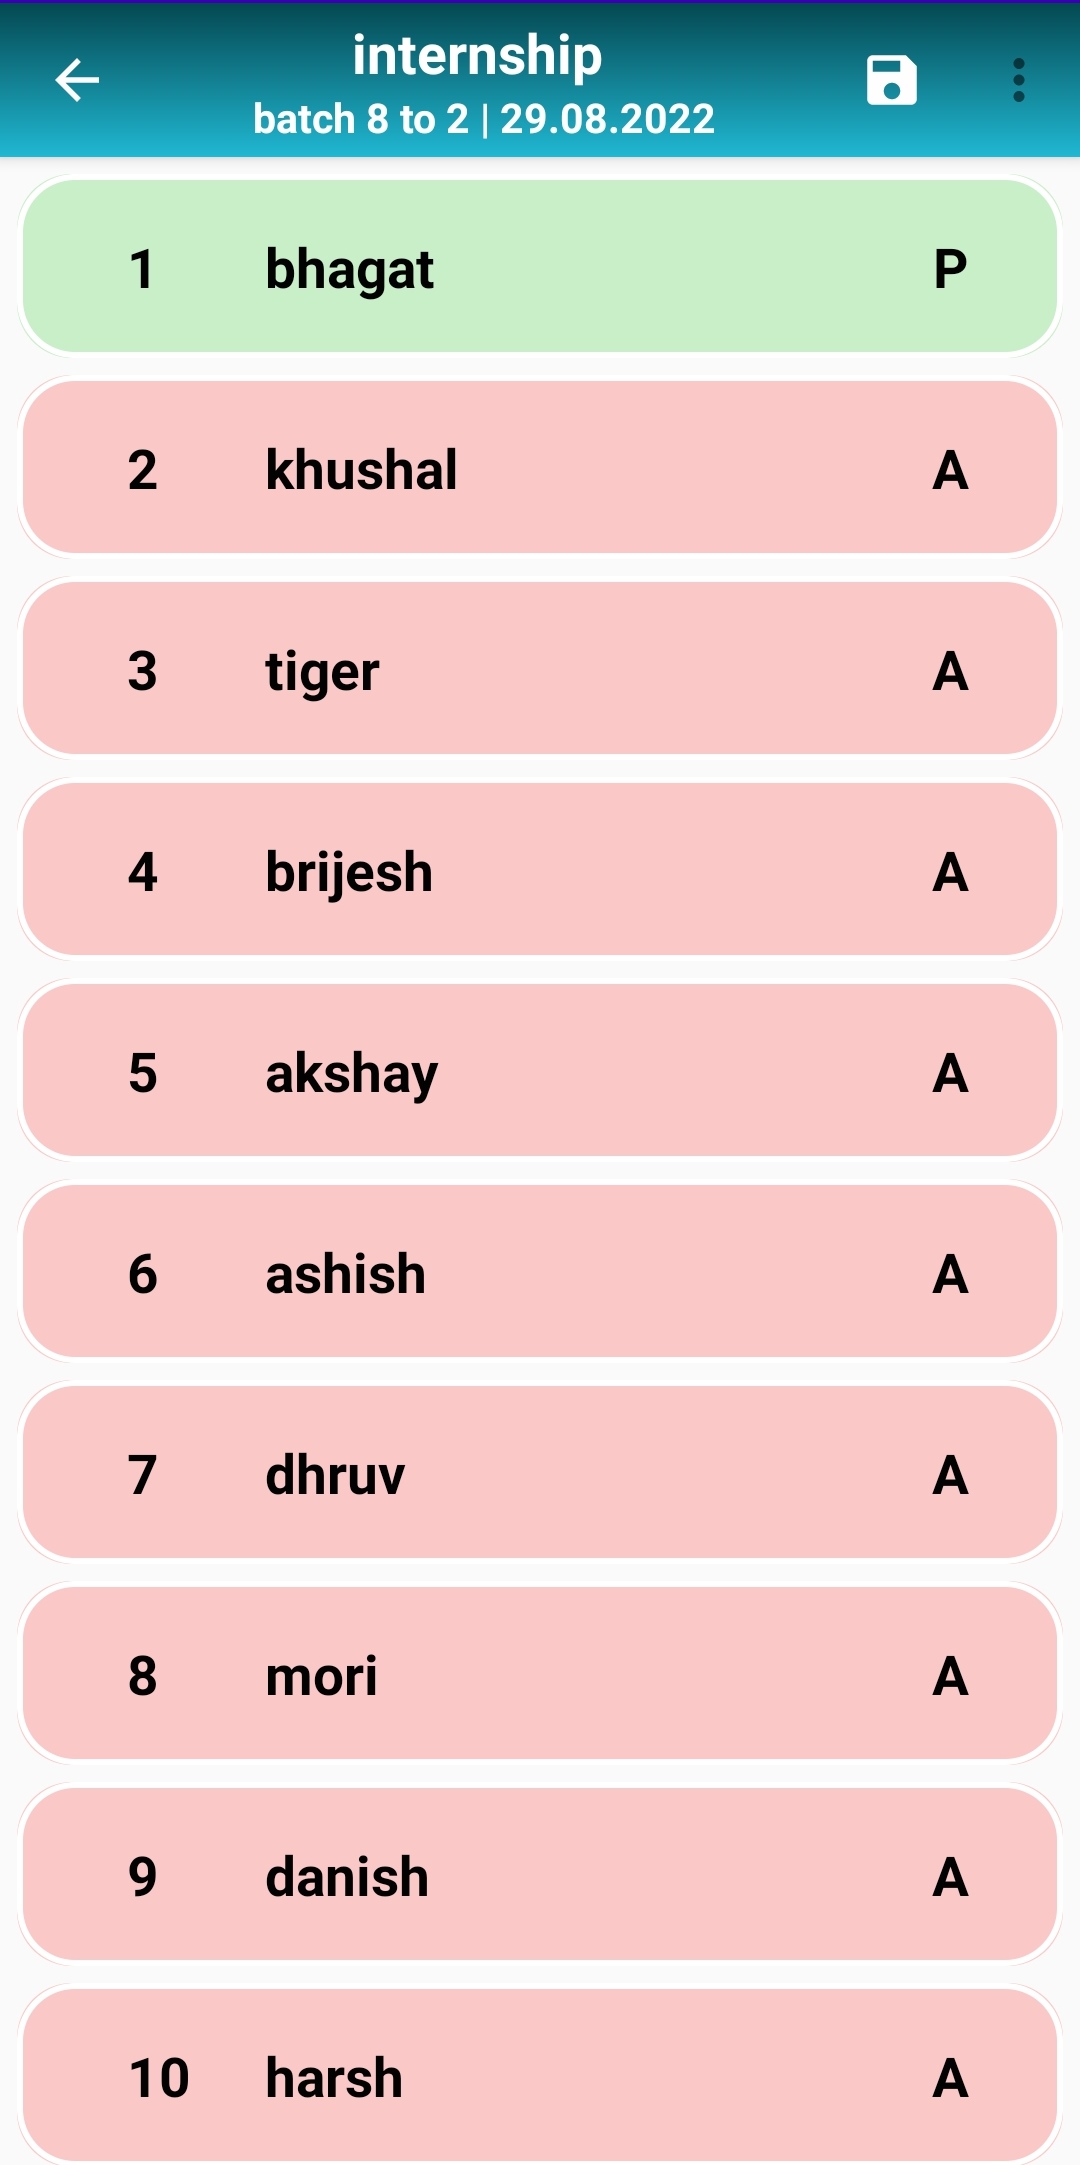 internship
batch 8 to 2 | 29.08.2022
1 bhagat P
2 khushal A
3 tiger A
4 brijesh A
5 akshay A
6 ashish A
7 dhruv A
8 mori A
9 danish A
10 harsh A